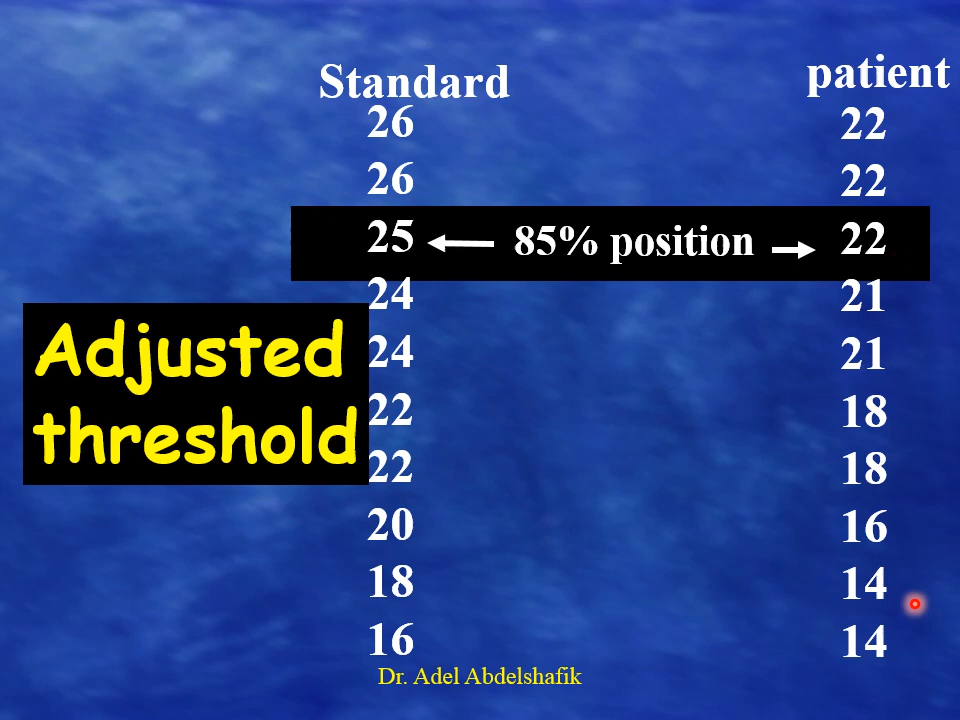 Standard patient
26 22
26 22
25 85% position 22
24 21
Adjusted
24 21
threshold
22 18
22 18
20 16
18 14
16 14
Dr. Adel Abdelshafik